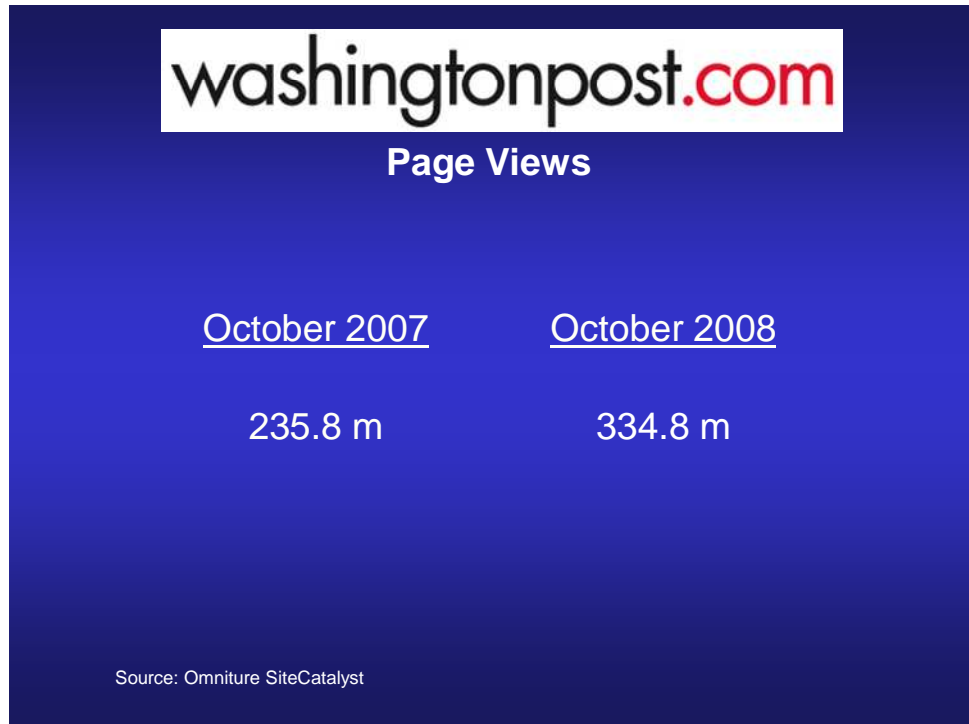 washingtonpost.com
Page Views
October 2007 October 2008
235.8 m 334.8 m
Source: Omniture SiteCatalyst